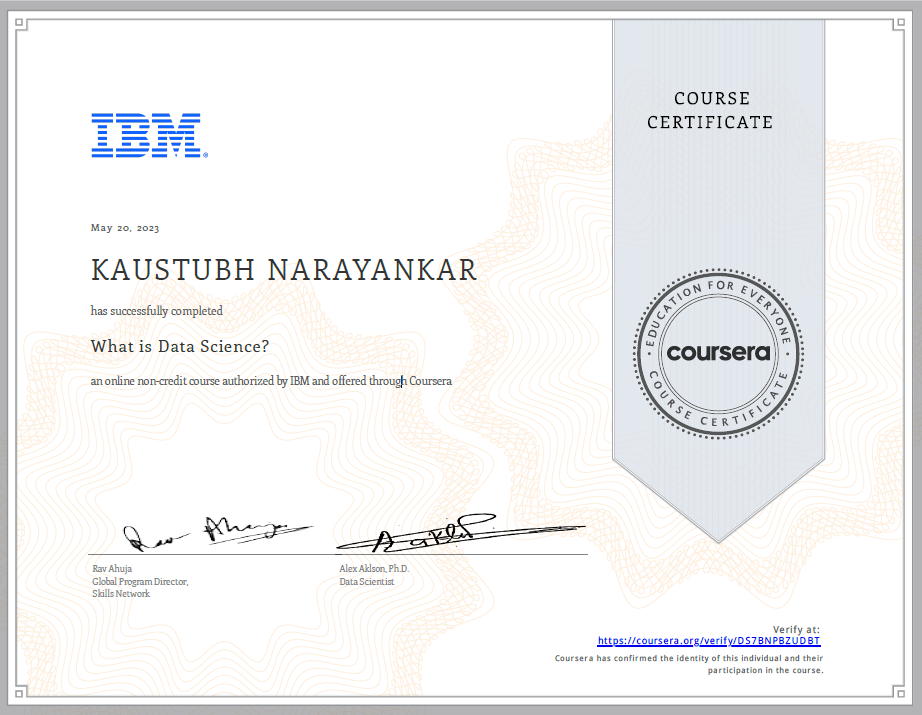 COURSE
CERTIFICATE
IBM®
May 20, 2023
KAUSTUBH NARAYANKAR
has successfully completed
What is Data Science?
an online non-credit course authorized by IBM and offered through Coursera
EDUCATION FOR EVERYONE
coursera
COURSE CERTIFICATE
Rav Ahuja
Global Program Director,
Skills Network
Alex Aklson, Ph.D.
Data Scientist
Verify at:
https://coursera.org/verify/DS7BNPBZUDBT
Coursera has confirmed the identity of this individual and their
participation in the course.